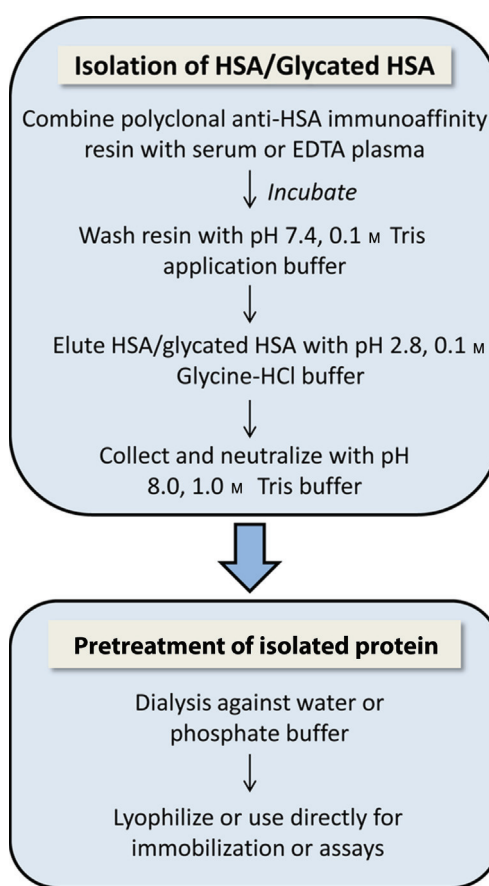 Isolation of HSA/Glycated HSA
Combine polyclonal anti-HSA immunoaffinity
resin with serum or EDTA plasma
Incubate
Wash resin with pH 7.4, 0.1 M Tris
application buffer
Elute HSA/glycated HSA with pH 2.8, 0.1 M
Glycine-HCl buffer
Collect and neutralize with pH
8.0, 1.0 M Tris buffer
Pretreatment of isolated protein
Dialysis against water or
phosphate buffer
Lyophilize or use directly for
immobilization or assays